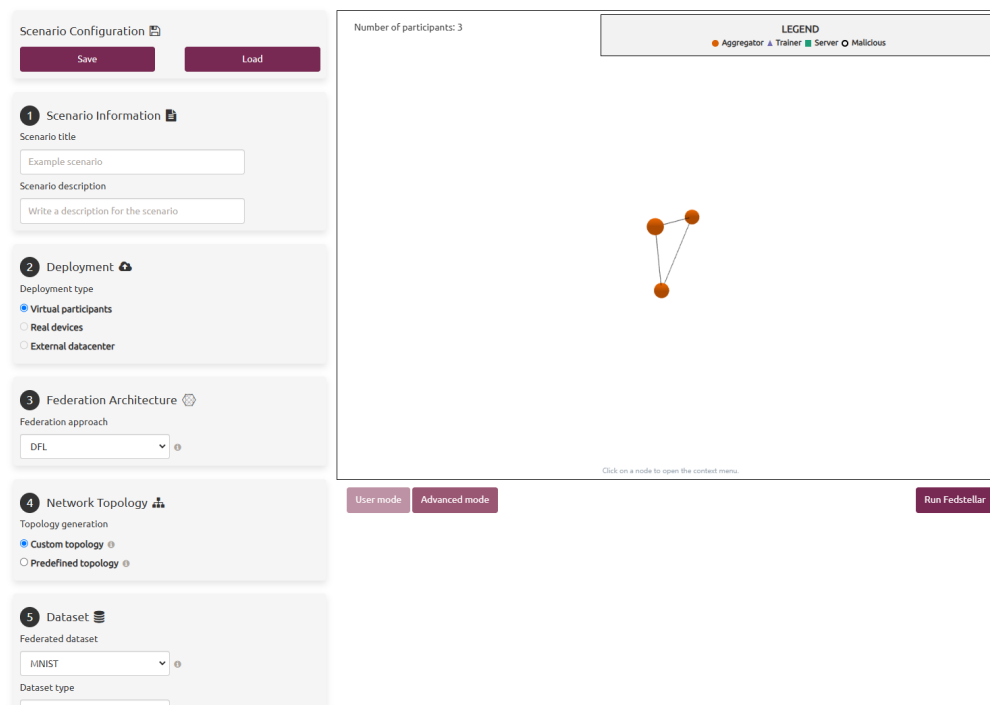 Scenario Configuration
Save
Load
1 Scenario Information
Scenario title
Example scenario
Scenario description
Write a description for the scenario
2 Deployment
Deployment type
Virtual participants
Real devices
External datacenter
3 Federation Architecture
Federation approach
DFL
4 Network Topology
Topology generation
Custom topology
Predefined topology
5 Dataset
Federated dataset
MNIST
Dataset type
Number of participants: 3
LEGEND
Aggregator Trainer Server Malicious
Click on a node to open the context menu.
User mode
Advanced mode
Run Fedstellar